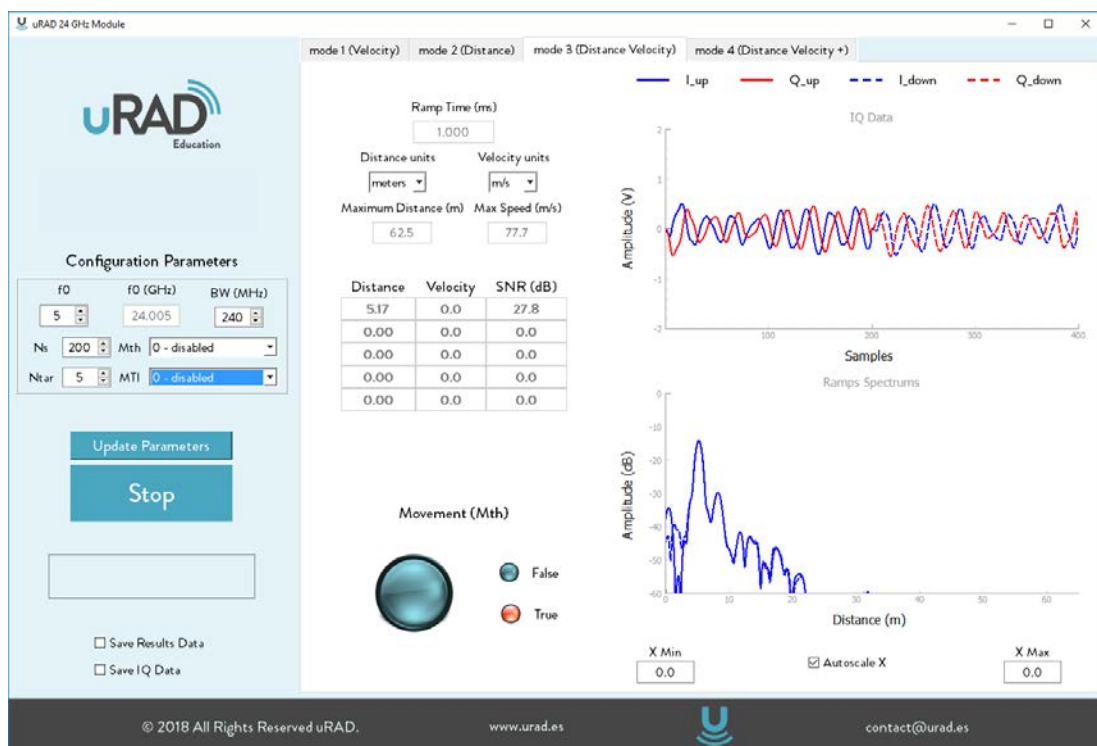 uRAD 24 GHz Module
mode 1 (Velocity) mode 2 (Distance) mode 3 (Distance Velocity) mode 4 (Distance Velocity +)
uRAD
Education
Configuration Parameters
f0 f0 (GHz) BW (MHz)
5 24.005 240
Ns 200 Mth 0 - disabled
Ntar 5 MTI 0 - disabled
Update Parameters
Stop
Save Results Data
Save IQ Data
Ramp Time (ms)
1.000
Distance units Velocity units
meters m/s
Maximum Distance (m) Max Speed (m/s)
62.5 77.7
Distance Velocity SNR (dB)
5.17 0.0 27.8
0.00 0.0 0.0
0.00 0.0 0.0
0.00 0.0 0.0
0.00 0.0 0.0
Movement (Mth)
False
True
I_up Q_up I_down Q_down
IQ Data
Amplitude (V)
2
1
0
-1
-2
100 200 300 400
Samples
Ramps Spectrums
Amplitude (dB)
0
-10
-20
-30
-40
-50
-60
0 10 20 30 40 50 60
Distance (m)
X Min Autoscale X X Max
0.0 0.0
© 2018 All Rights Reserved uRAD. www.urad.es contact@urad.es